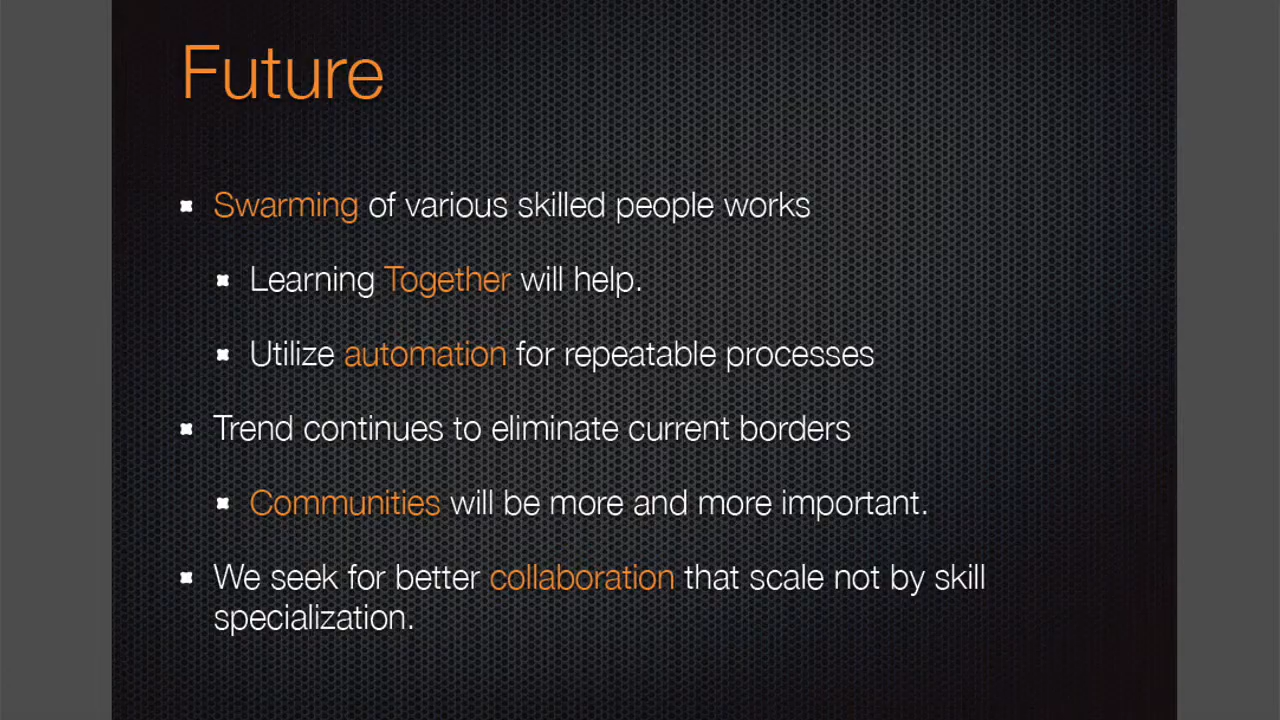 Future
Swarming of various skilled people works
Learning Together will help.
Utilize automation for repeatable processes
Trend continues to eliminate current borders
Communities will be more and more important.
We seek for better collaboration that scale not by skill
specialization.